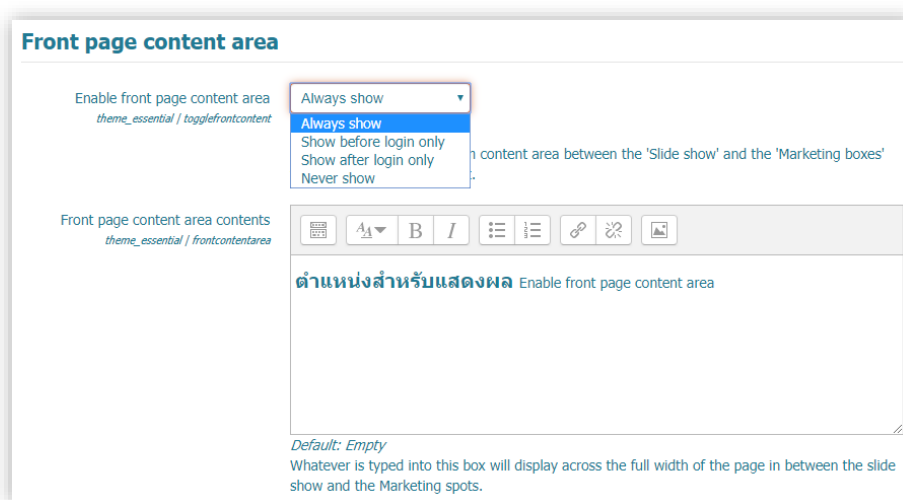 Front page content area
Enable front page content area
theme_essential | togglefrontcontent
Always show
Always show
Show before login only
Show after login only
Never show
content area between the 'Slide show' and the 'Marketing boxes'
Front page content area contents
theme_essential | frontcontentarea
B I
ตำแหน่งสำหรับแสดงผล Enable front page content area
Default: Empty
Whatever is typed into this box will display across the full width of the page in between the slide
show and the Marketing spots.